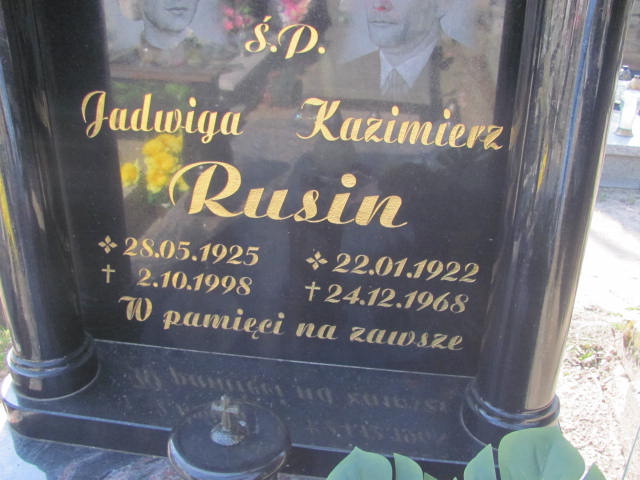 Ś.P.
Jadwiga Kazimierz
Rusin
❖ 28.05.1925 ❖ 22.01.1922
† 2.10.1998 † 24.12.1968
W pamięci na zawsze